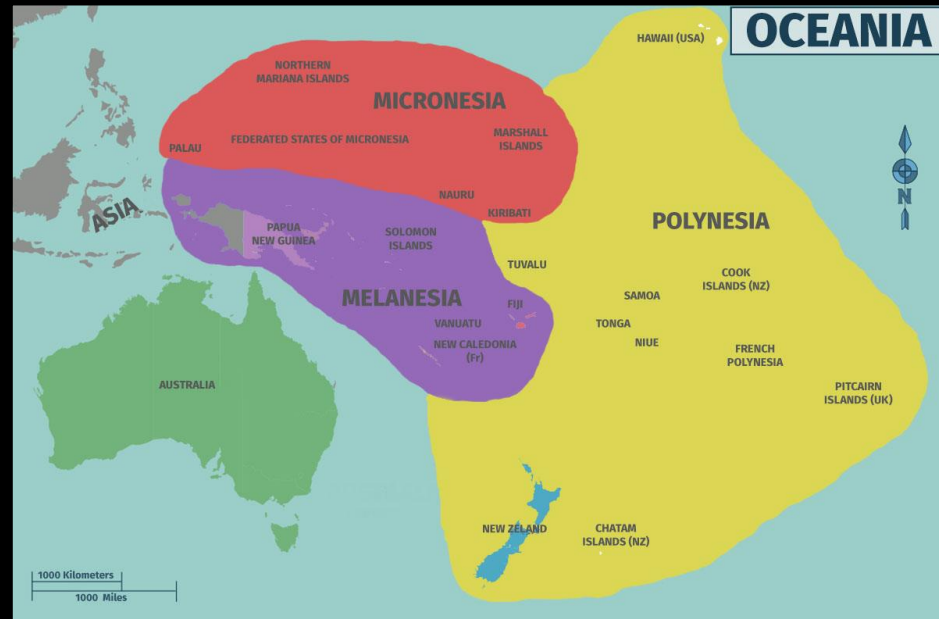 OCEANIA
HAWAII (USA)
NORTHERN
MARIANA ISLANDS
MICRONESIA
FEDERATED STATES OF MICRONESIA
MARSHALL
ISLANDS
PALAU
NAURU
KIRIBATI
ASIA
PAPUA
NEW GUINEA
SOLOMON
ISLANDS
POLYNESIA
N
TUVALU
COOK
ISLANDS (NZ)
SAMOA
MELANESIA
FIJI
VANUATU
TONGA
NIUE
NEW CALEDONIA
(Fr)
FRENCH
POLYNESIA
AUSTRALIA
PITCAIRN
ISLANDS (UK)
NEW ZELAND
CHATAM
ISLANDS (NZ)
1000 Kilometers
1000 Miles